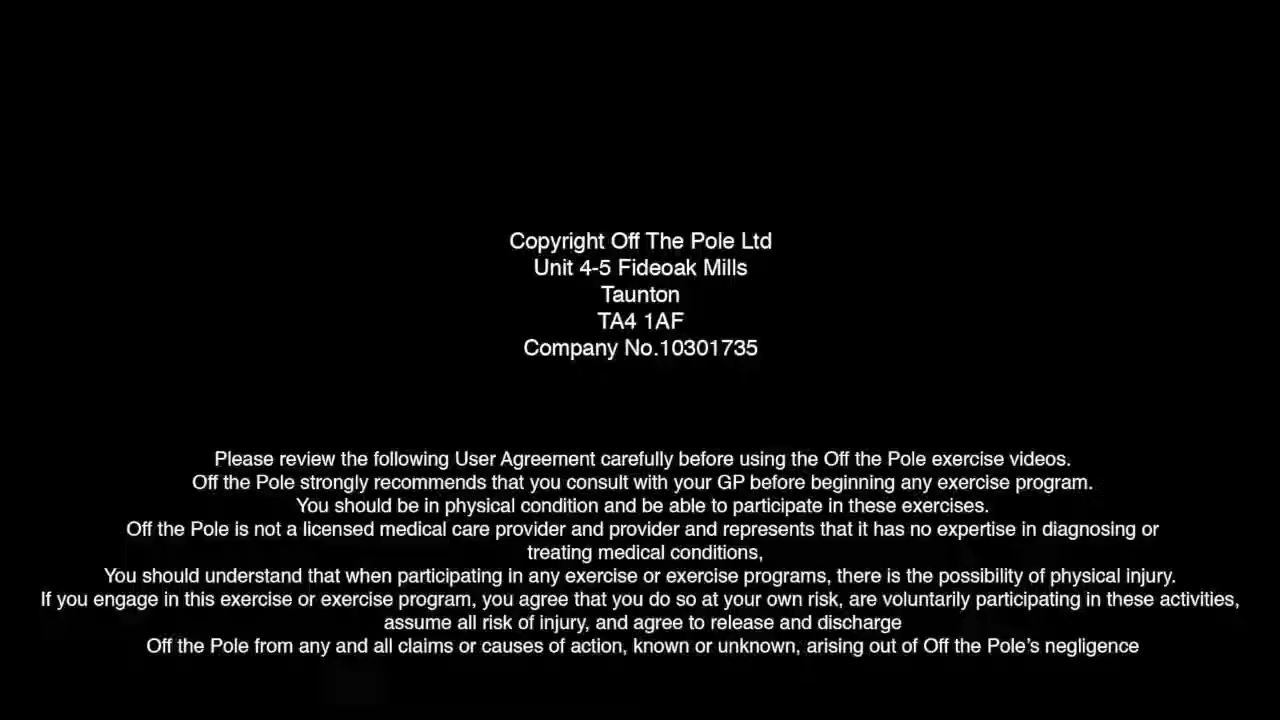 Copyright Off The Pole Ltd
Unit 4-5 Fideoak Mills
Taunton
TA4 1AF
Company No.10301735
Please review the following User Agreement carefully before using the Off the Pole exercise videos.
Off the Pole strongly recommends that you consult with your GP before beginning any exercise program.
You should be in physical condition and be able to participate in these exercises.
Off the Pole is not a licensed medical care provider and provider and represents that it has no expertise in diagnosing or
treating medical conditions,
You should understand that when participating in any exercise or exercise programs, there is the possibility of physical injury.
If you engage in this exercise or exercise program, you agree that you do so at your own risk, are voluntarily participating in these activities,
assume all risk of injury, and agree to release and discharge
Off the Pole from any and all claims or causes of action, known or unknown, arising out of Off the Pole’s negligence